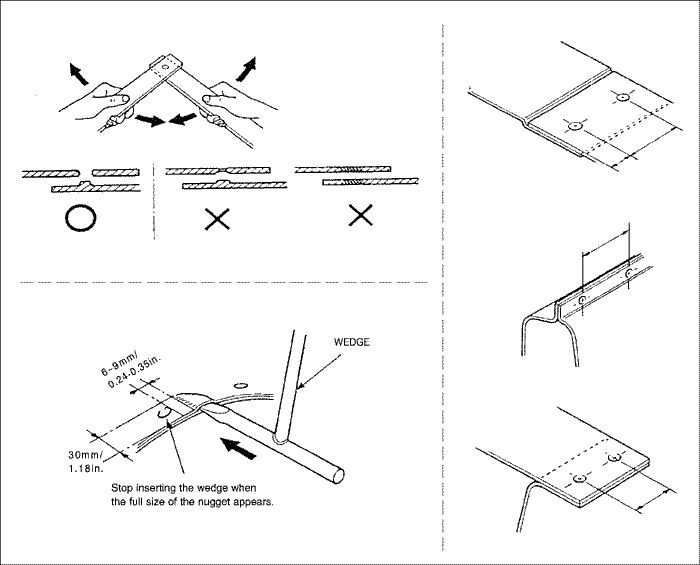 WEDGE
6~9mm/
0.24-0.35in.
30mm/
1.18in.
Stop inserting the wedge when
the full size of the nugget appears.